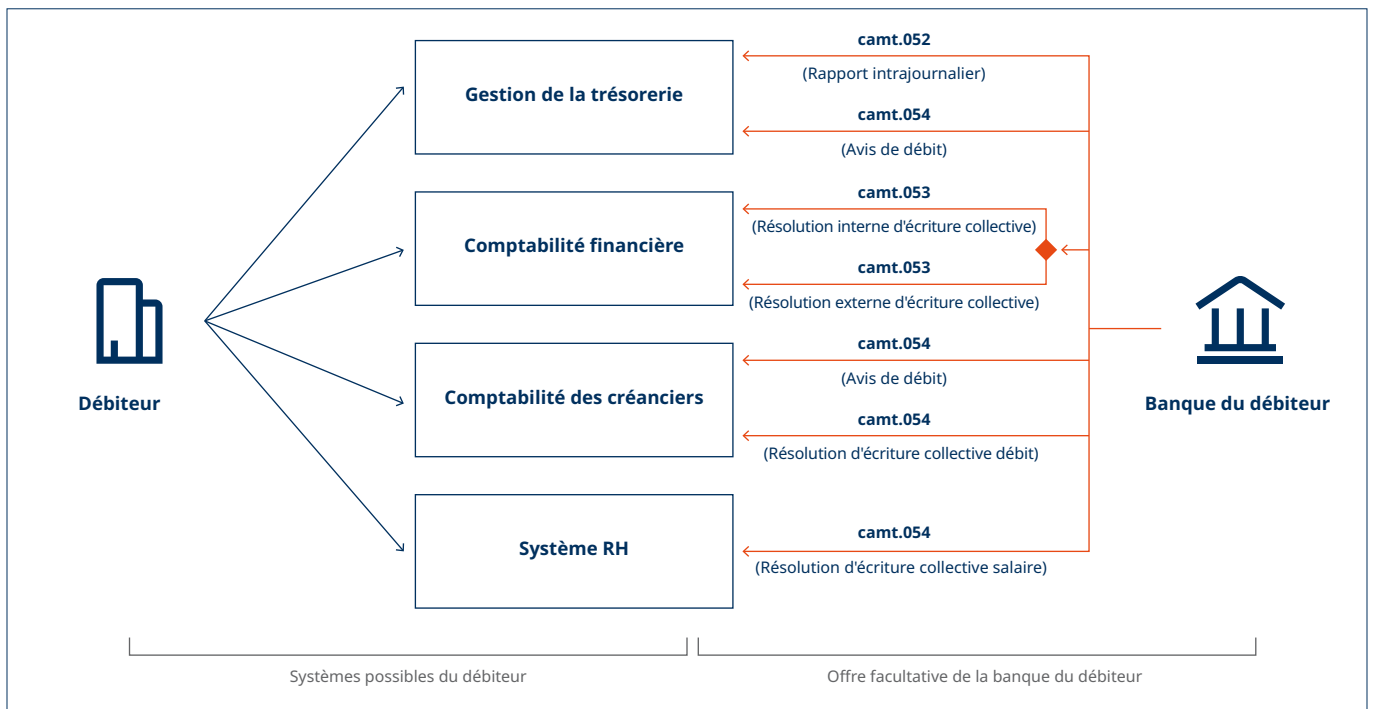 camt.052
(Rapport intrajournalier)
Gestion de la trésorerie
camt.054
(Avis de débit)
camt.053
(Résolution interne d'écriture collective)
Comptabilité financière
camt.053
(Résolution externe d'écriture collective)
camt.054
(Avis de débit)
Comptabilité des créanciers
Débiteur
Banque du débiteur
camt.054
(Résolution d'écriture collective débit)
camt.054
Système RH
(Résolution d'écriture collective salaire)
Systèmes possibles du débiteur
Offre facultative de la banque du débiteur